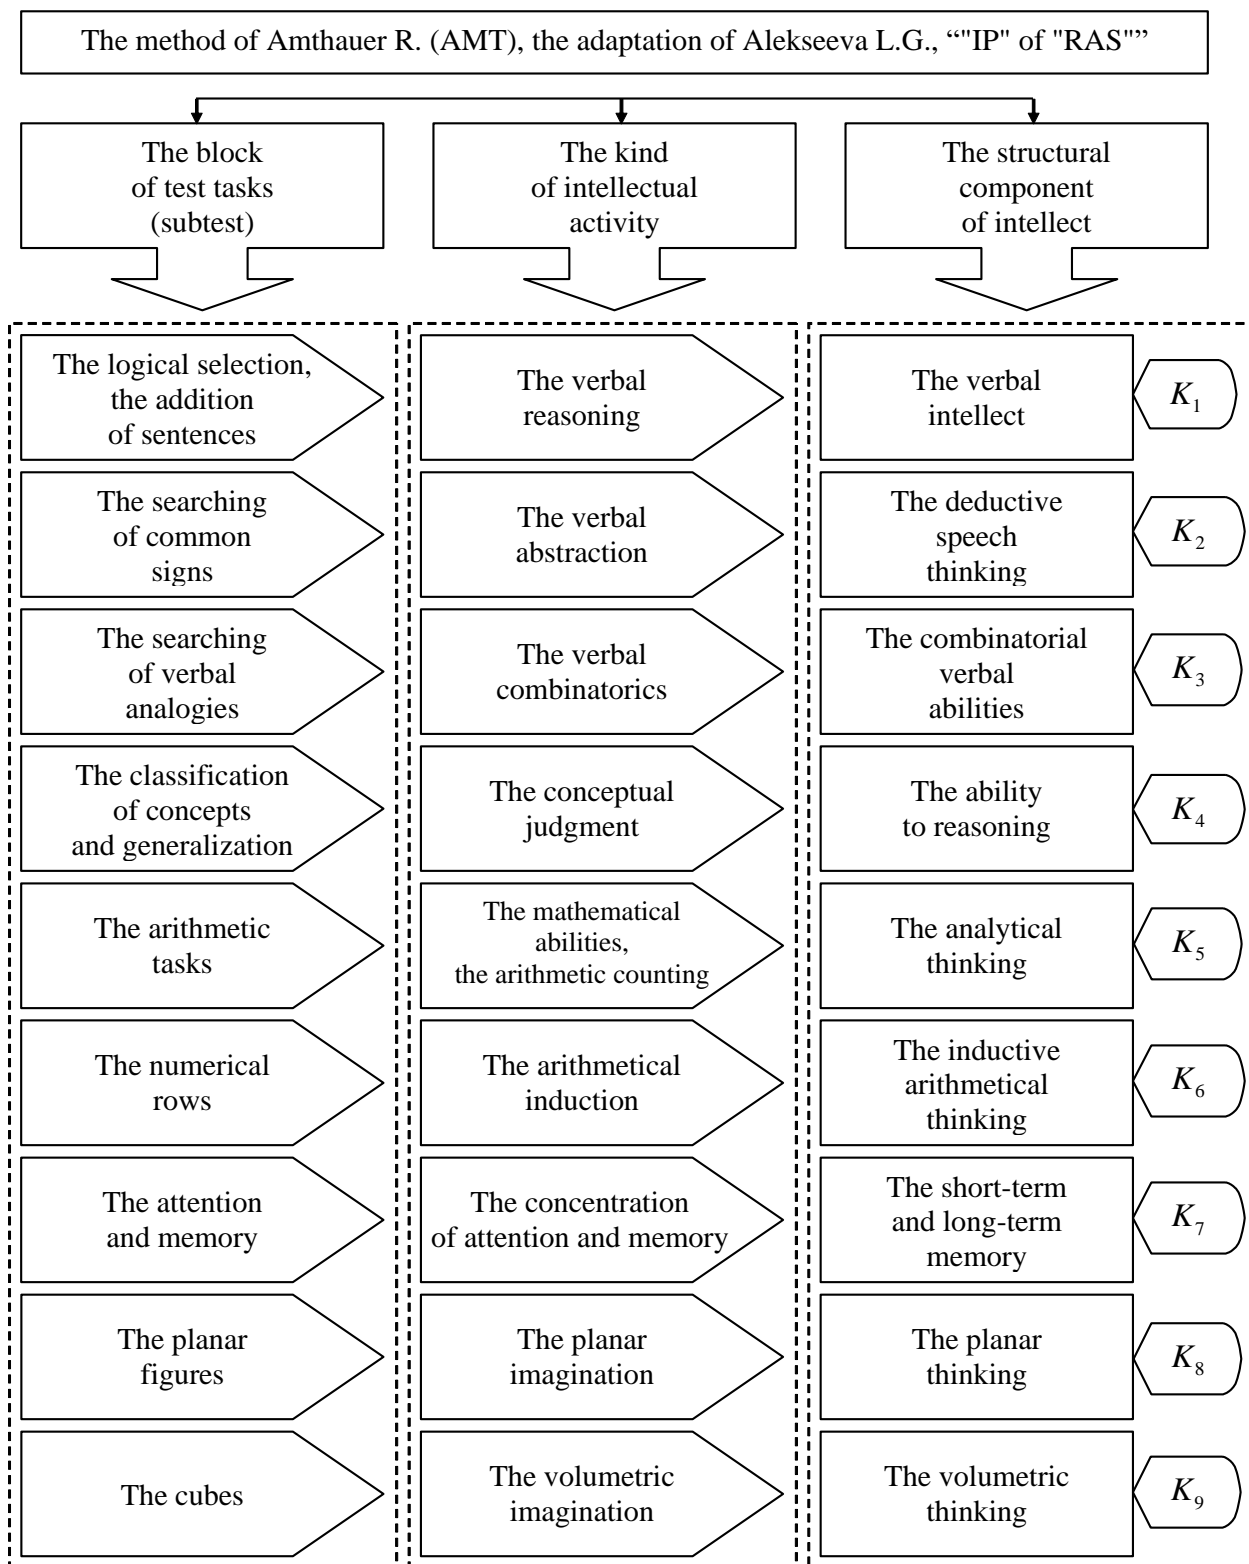 The method of Amthauer R. (AMT), the adaptation of Alekseeva L.G., “"IP" of "RAS"”
The block
of test tasks
(subtest)
The kind
of intellectual
activity
The structural
component
of intellect
The logical selection,
the addition
of sentences
The verbal
reasoning
The verbal
intellect
K1
The searching
of common
signs
The verbal
abstraction
The deductive
speech
thinking
K2
The searching
of verbal
analogies
The verbal
combinatorics
The combinatorial
verbal
abilities
K3
The classification
of concepts
and generalization
The conceptual
judgment
The ability
to reasoning
K4
The arithmetic
tasks
The mathematical
abilities,
the arithmetic counting
The analytical
thinking
K5
The numerical
rows
The arithmetical
induction
The inductive
arithmetical
thinking
K6
The attention
and memory
The concentration
of attention and memory
The short-term
and long-term
memory
K7
The planar
figures
The planar
imagination
The planar
thinking
K8
The cubes
The volumetric
imagination
The volumetric
thinking
K9